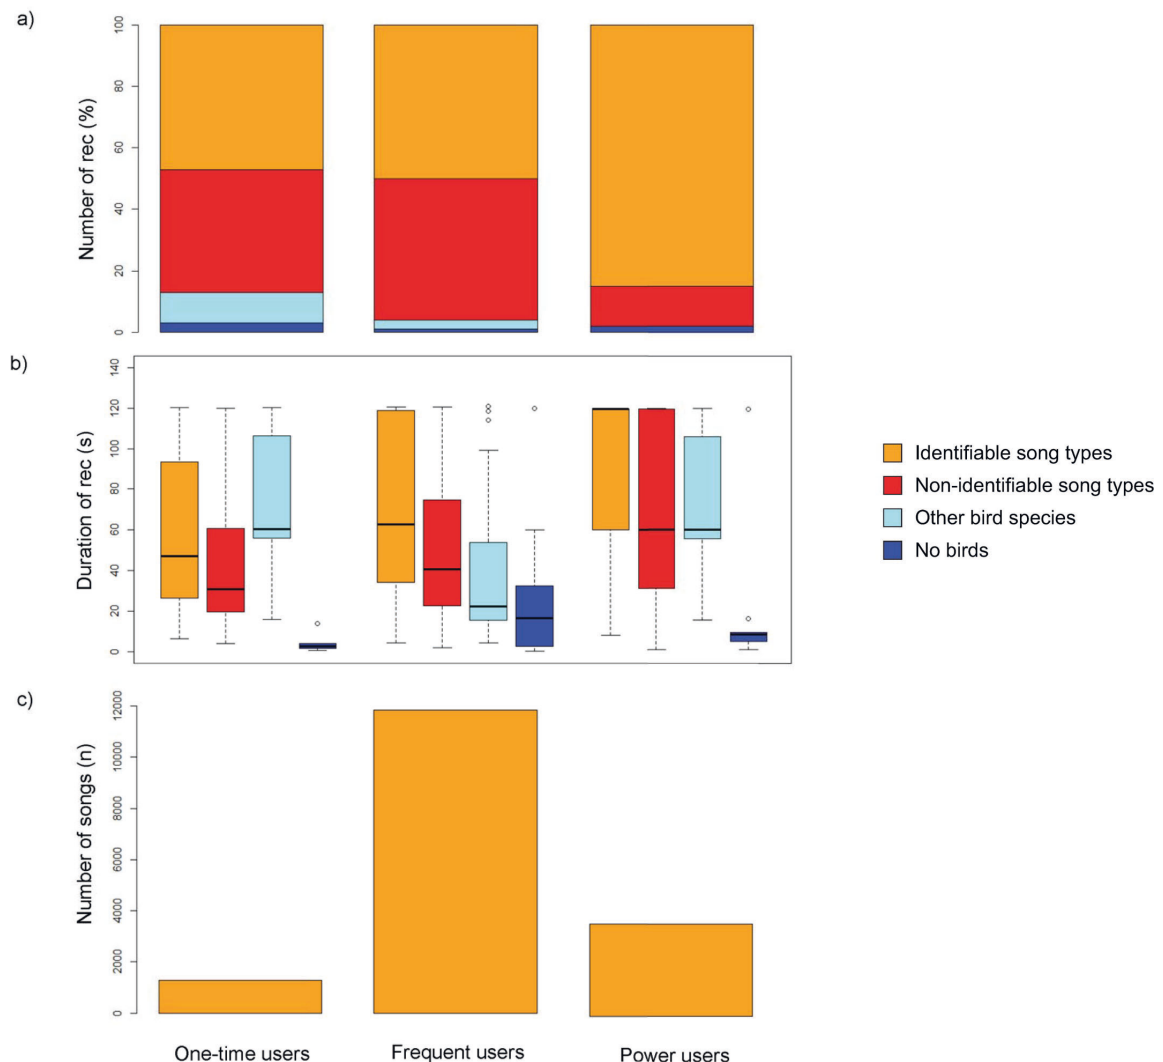 a)
Number of rec (%)
100
80
60
40
20
0
b)
Duration of rec (s)
140
120
100
80
60
40
20
0
Identifiable song types
Non-identifiable song types
Other bird species
No birds
c)
Number of songs (n)
12000
10000
8000
6000
4000
2000
0
One-time users Frequent users Power users